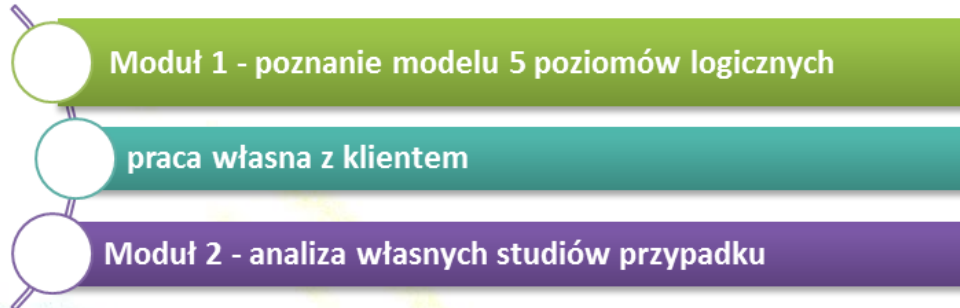 Moduł 1 - poznanie modelu 5 poziomów logicznych
praca własna z klientem
Moduł 2 - analiza własnych studiów przypadku